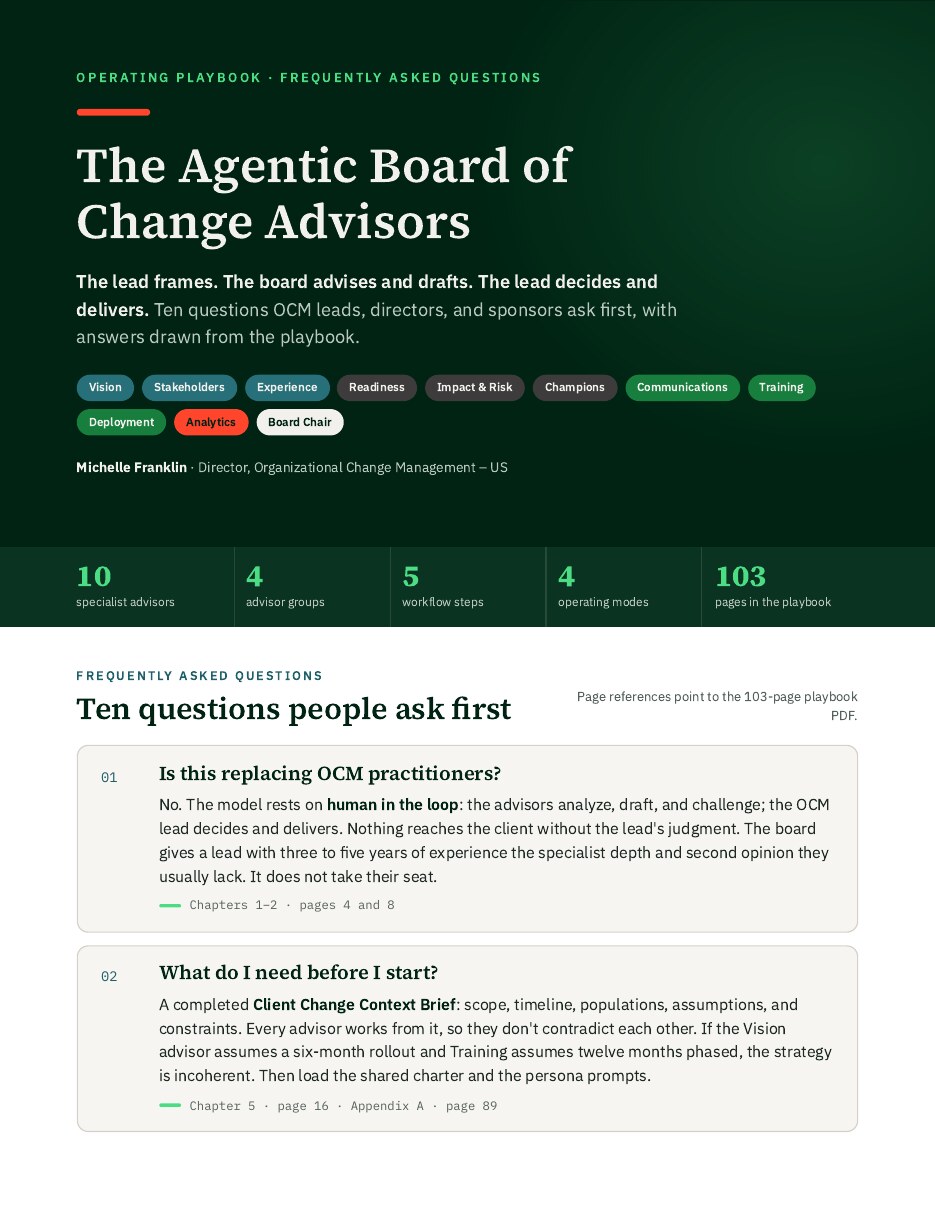 OPERATING PLAYBOOK · FREQUENTLY ASKED QUESTIONS
The Agentic Board of
Change Advisors
The lead frames. The board advises and drafts. The lead decides and
delivers. Ten questions OCM leads, directors, and sponsors ask first, with
answers drawn from the playbook.
Vision Stakeholders Experience Readiness Impact & Risk Champions Communications Training
Deployment Analytics Board Chair
Michelle Franklin · Director, Organizational Change Management – US
10 4 5 4 103
specialist advisors advisor groups workflow steps operating modes pages in the playbook
FREQUENTLY ASKED QUESTIONS
Ten questions people ask first
Page references point to the 103-page playbook
PDF.
01 Is this replacing OCM practitioners?
No. The model rests on human in the loop: the advisors analyze, draft, and challenge; the OCM
lead decides and delivers. Nothing reaches the client without the lead's judgment. The board
gives a lead with three to five years of experience the specialist depth and second opinion they
usually lack. It does not take their seat.
Chapters 1–2 · pages 4 and 8
02 What do I need before I start?
A completed Client Change Context Brief: scope, timeline, populations, assumptions, and
constraints. Every advisor works from it, so they don't contradict each other. If the Vision
advisor assumes a six-month rollout and Training assumes twelve months phased, the strategy
is incoherent. Then load the shared charter and the persona prompts.
Chapter 5 · page 16 · Appendix A · page 89